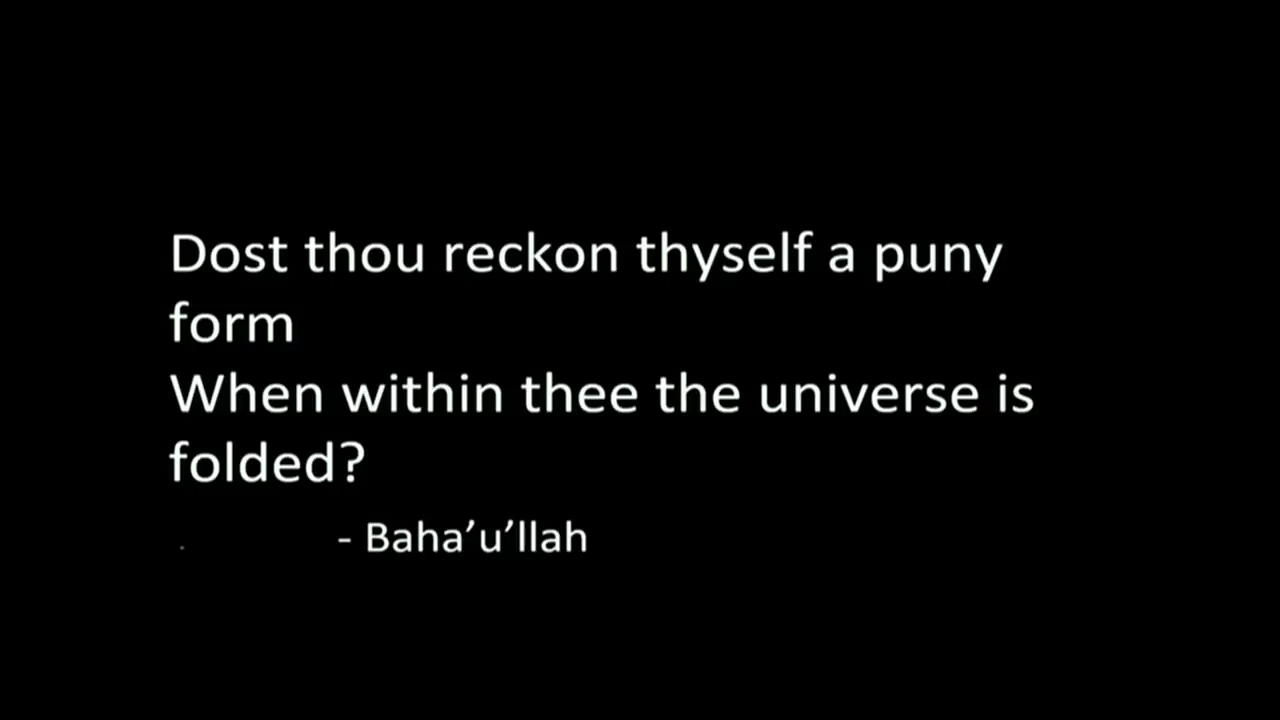 Dost thou reckon thyself a puny
form
When within thee the universe is
folded?
- Baha’u’llah